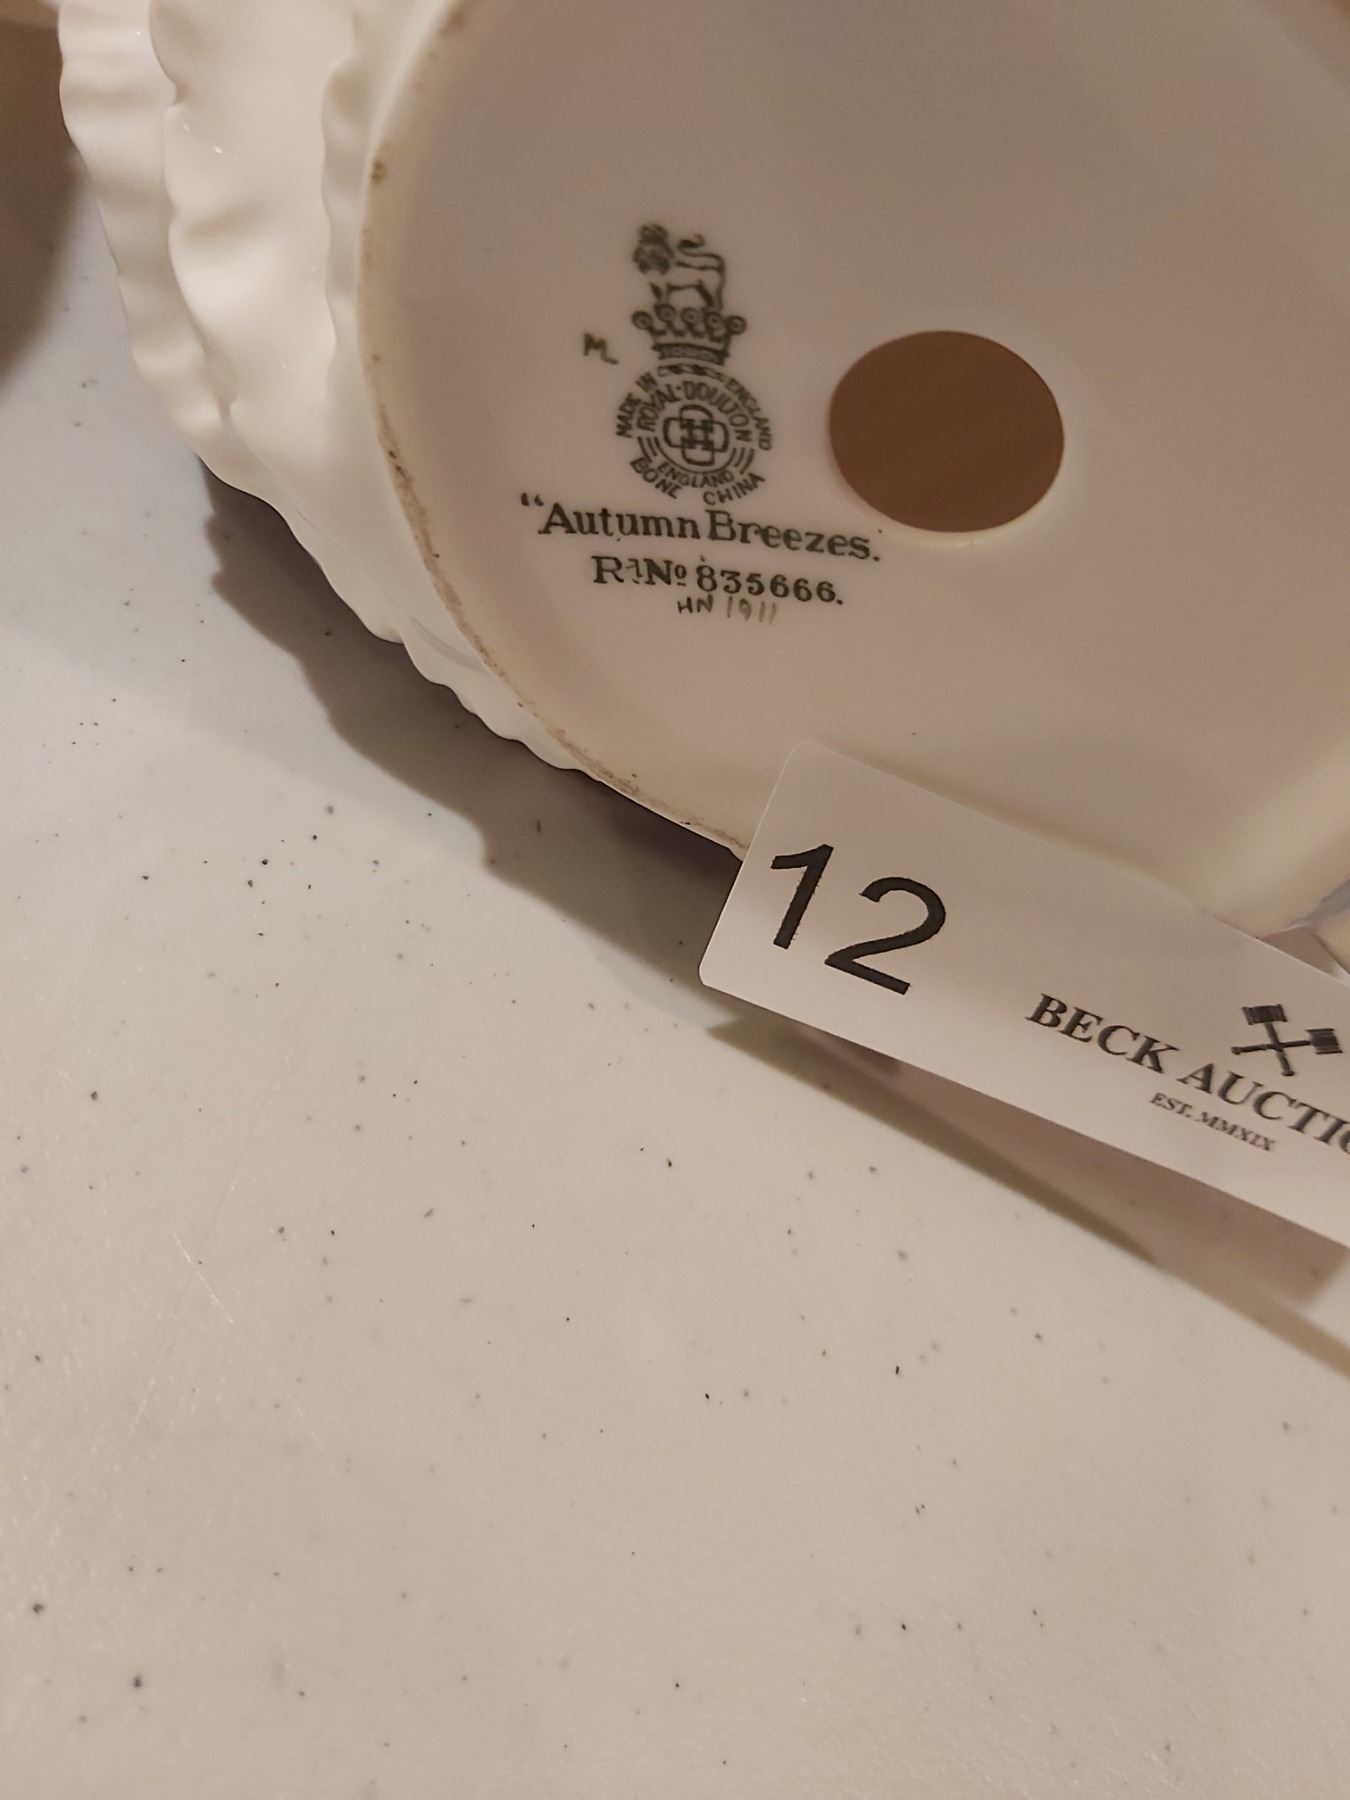 ML
MADE IN ENGLAND
ROYAL·DOULTON
ENGLAND
BONE CHINA
“Autumn Breezes.
Rd No 835666.
HN 1911
12
BECK AUCTIO
EST. MMXIX